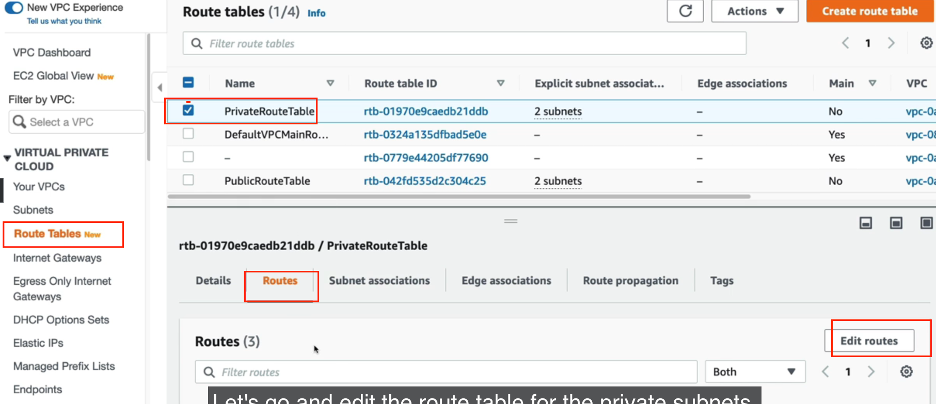 New VPC Experience
Tell us what you think
VPC Dashboard
EC2 Global View New
Filter by VPC:
Select a VPC
VIRTUAL PRIVATE
CLOUD
Your VPCs
Subnets
Route Tables New
Internet Gateways
Egress Only Internet
Gateways
DHCP Options Sets
Elastic IPs
Managed Prefix Lists
Endpoints
Route tables (1/4) Info
Actions
Create route table
Filter route tables
1
Name Route table ID Explicit subnet associat... Edge associations Main VPC
PrivateRouteTable rtb-01970e9caedb21ddb 2 subnets – No vpc-0a
DefaultVPCMainRo... rtb-0324a135dfbad5e0e – – Yes vpc-08
– rtb-0779e44205df77690 – – Yes vpc-0a
PublicRouteTable rtb-042fd535d2c304c25 2 subnets – No vpc-0a
rtb-01970e9caedb21ddb / PrivateRouteTable
Details Routes Subnet associations Edge associations Route propagation Tags
Routes (3)
Edit routes
Filter routes
Both
1
Let's go and edit the route table for the private subnets